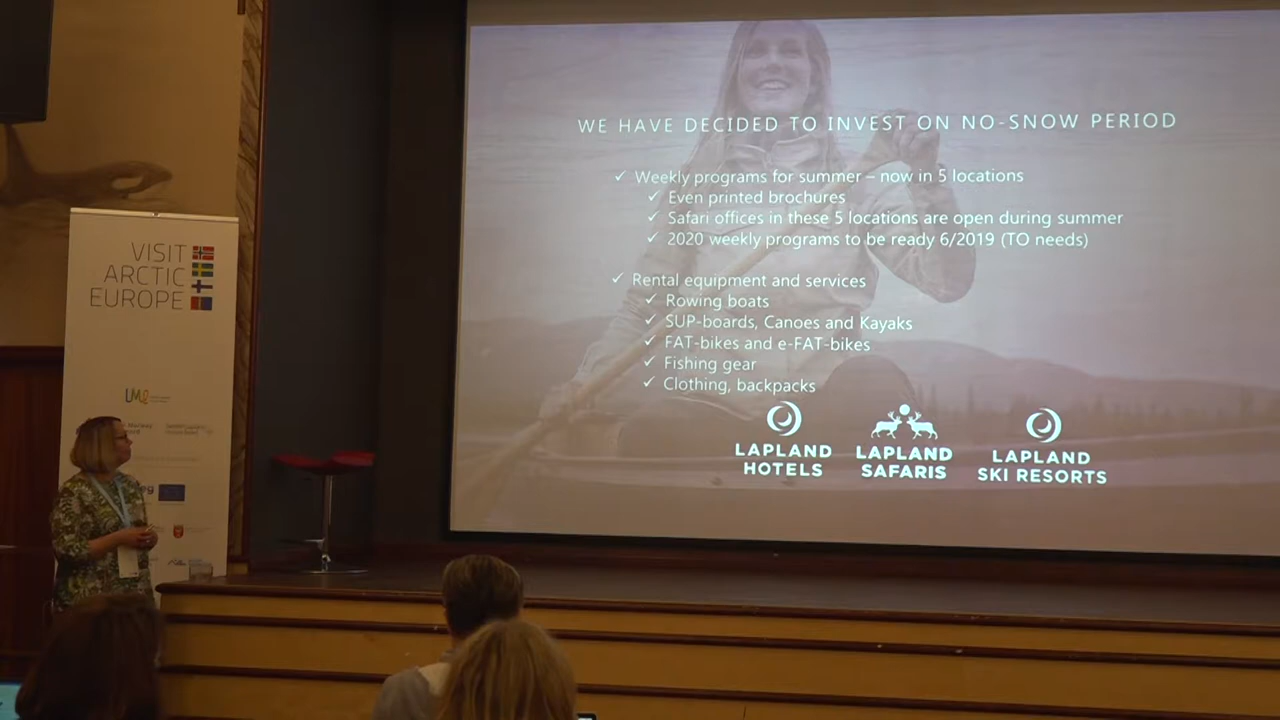 WE HAVE DECIDED TO INVEST ON NO-SNOW PERIOD
✓ Weekly programs for summer – now in 5 locations
✓ Even printed brochures
✓ Safari offices in these 5 locations are open during summer
✓ 2020 weekly programs to be ready 6/2019 (TO needs)
✓ Rental equipment and services
✓ Rowing boats
✓ SUP-boards, Canoes and Kayaks
✓ FAT-bikes and e-FAT-bikes
✓ Fishing gear
✓ Clothing, backpacks
LAPLAND
HOTELS
LAPLAND
SAFARIS
LAPLAND
SKI RESORTS
VISIT
ARCTIC
EUROPE